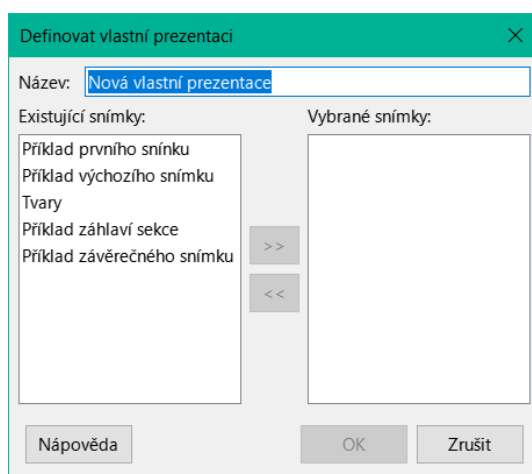 Definovat vlastní prezentaci
Název: Nová vlastní prezentace
Existující snímky:
Vybrané snímky:
Příklad prvního snínku
Příklad výchozího snímku
Tvary
Příklad záhlaví sekce
Příklad závěrečného snímku
>>
<<
Nápověda
OK
Zrušit